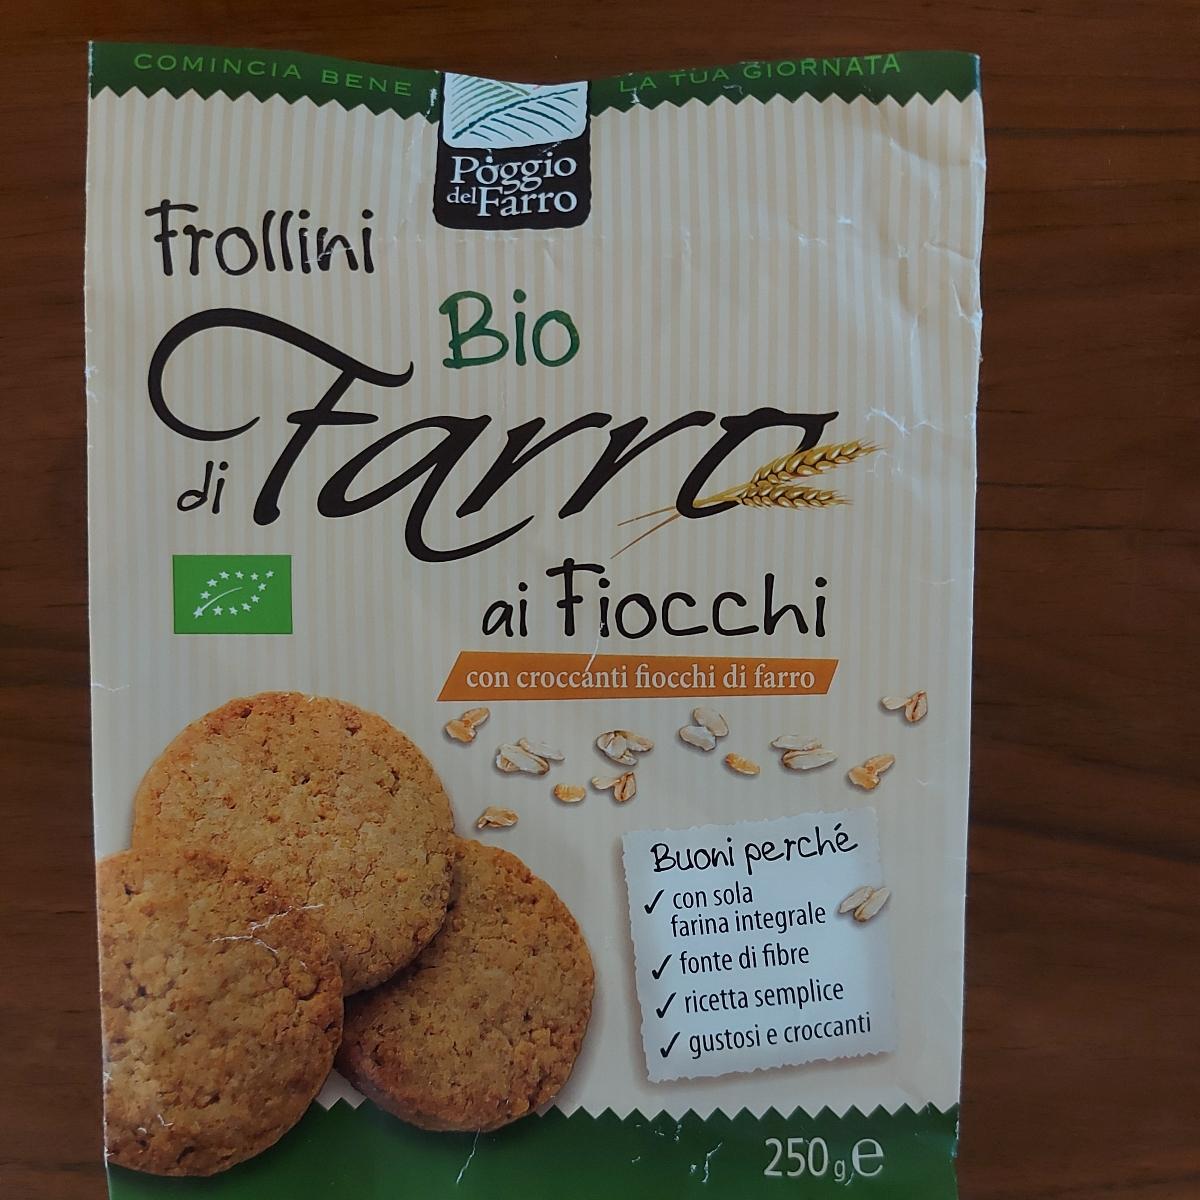 COMINCIA BENE LA TUA GIORNATA
Poggio
del Farro
Frollini
Bio
di Farro
ai Fiocchi
con croccanti fiocchi di farro
Buoni perché
✓ con sola
farina integrale
✓ fonte di fibre
✓ ricetta semplice
✓ gustosi e croccanti
250 g e